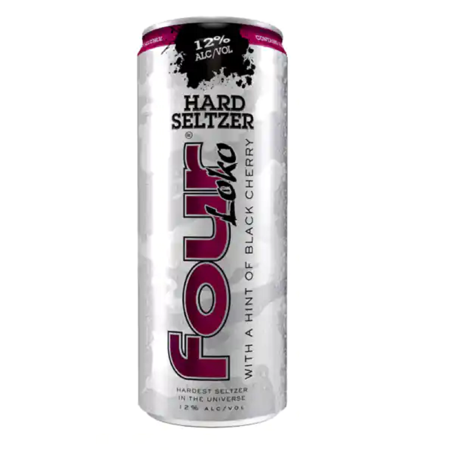 12%
ALC/VOL
HARD
SELTZER
four®
Loko
WITH A HINT OF BLACK CHERRY
HARDEST SELTZER
IN THE UNIVERSE
12% ALC/VOL